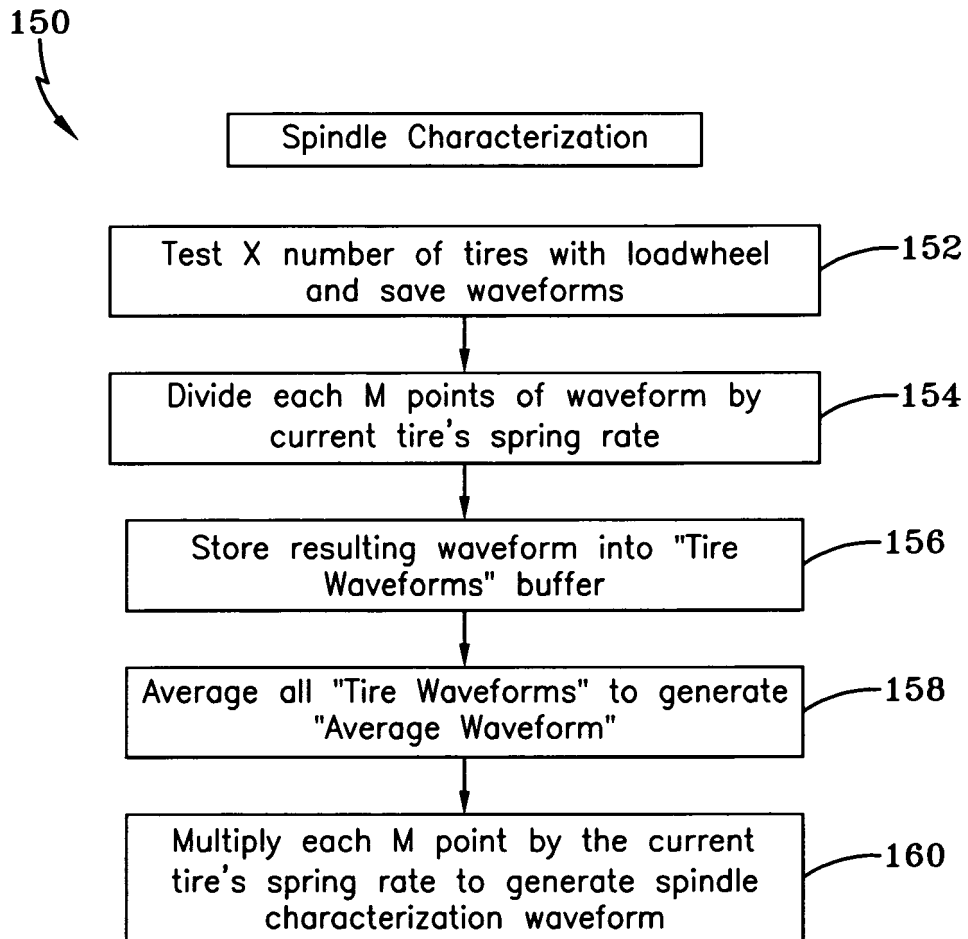 150
Spindle Characterization
Test X number of tires with loadwheel
and save waveforms
152
Divide each M points of waveform by
current tire's spring rate
154
Store resulting waveform into "Tire
Waveforms" buffer
156
Average all "Tire Waveforms" to generate
"Average Waveform"
158
Multiply each M point by the current
tire's spring rate to generate spindle
characterization waveform
160